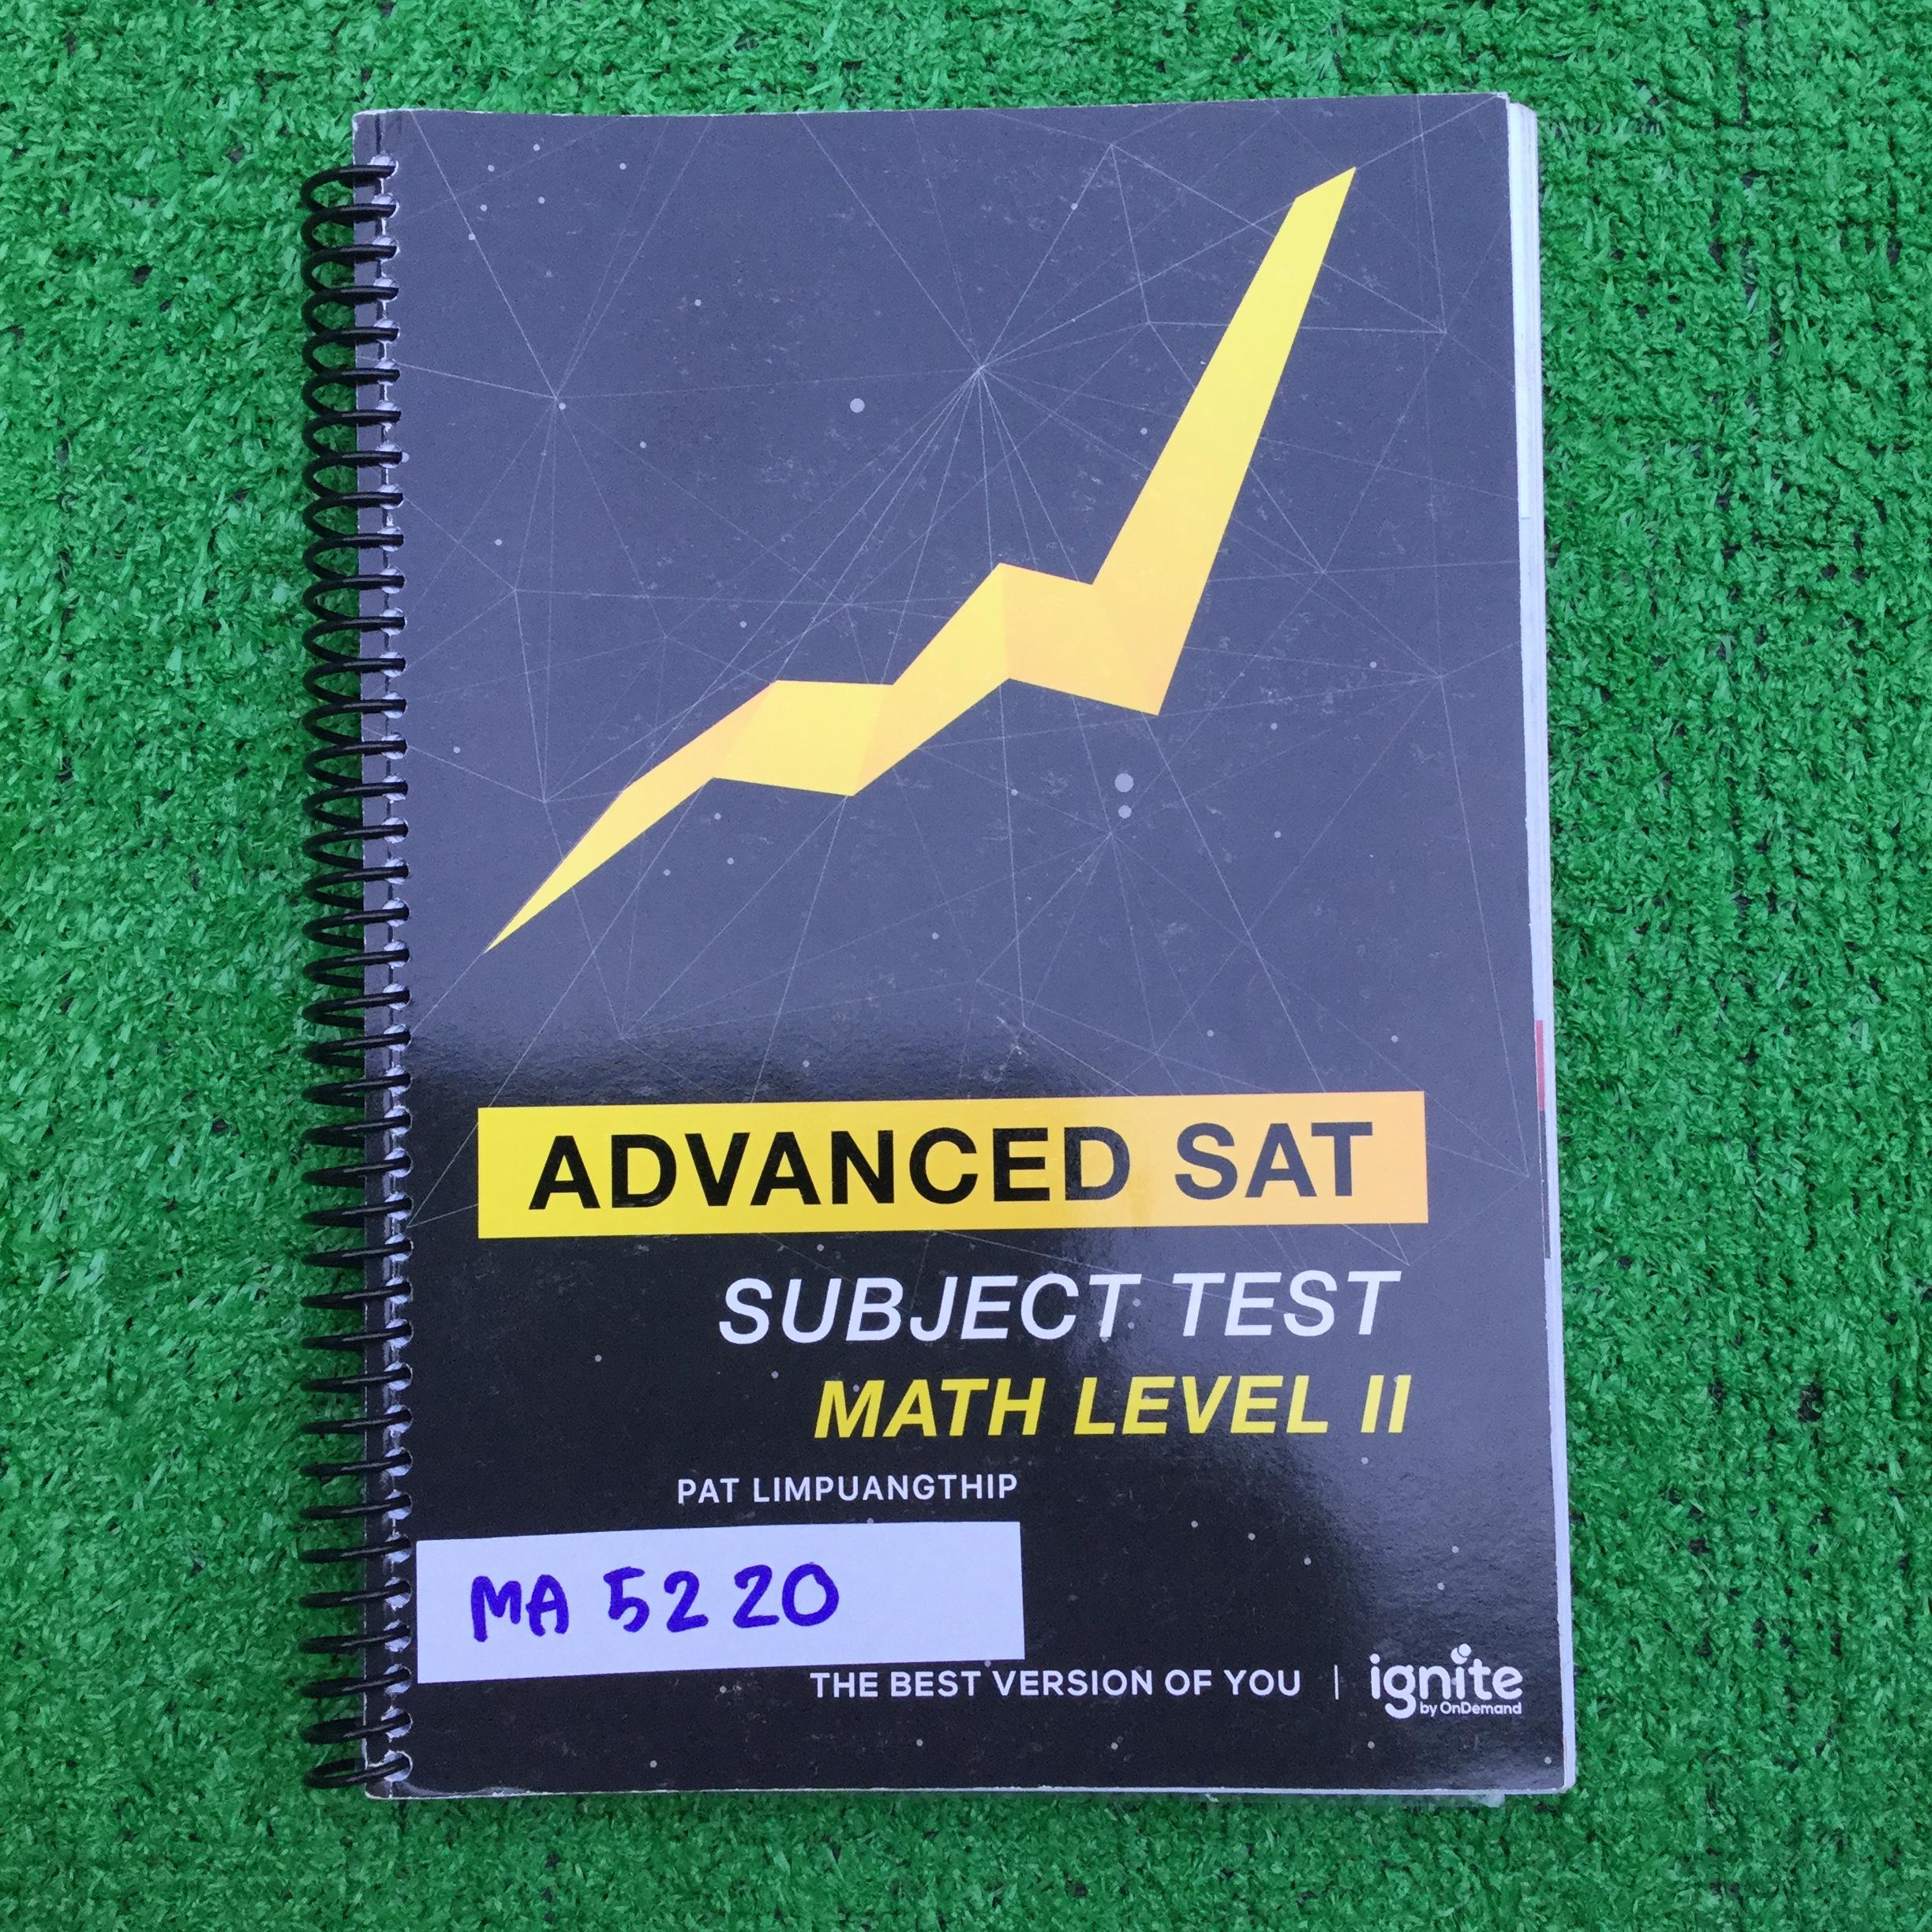 ADVANCED SAT
SUBJECT TEST
MATH LEVEL II
PAT LIMPUANGTHIP
MA 5220
THE BEST VERSION OF YOU | ignite
by OnDemand